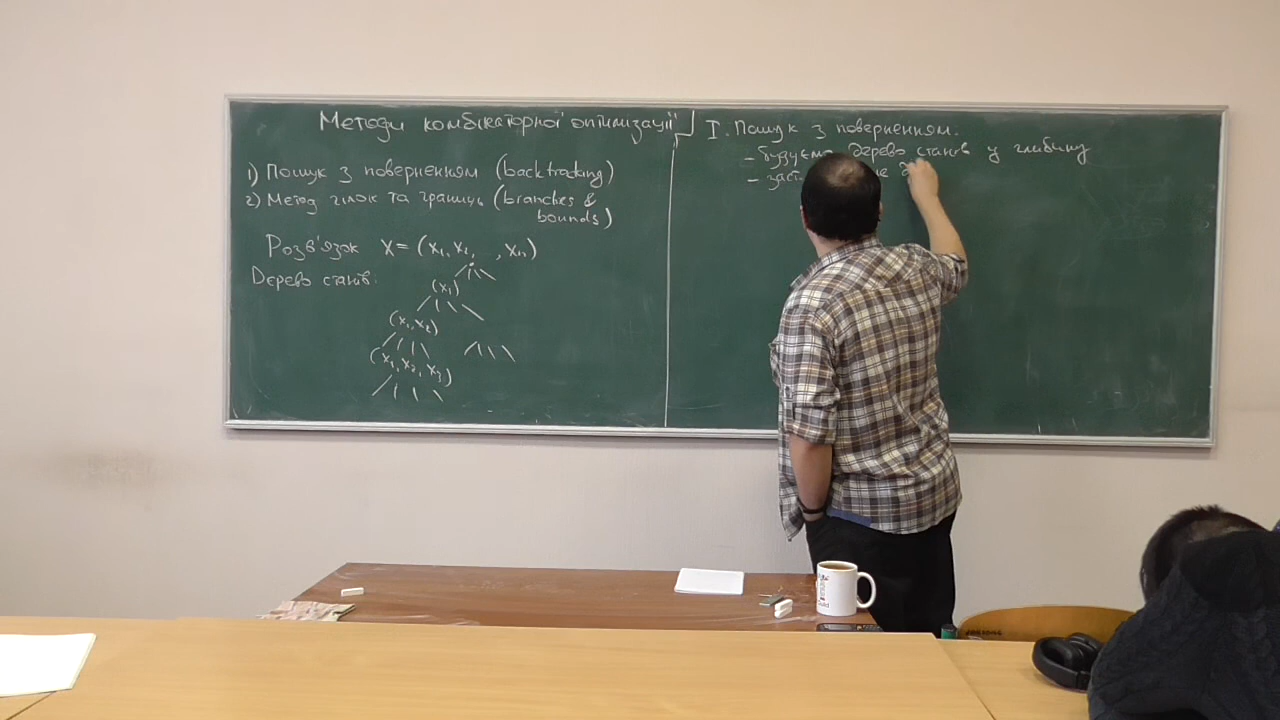 Методи комбінаторної оптимізації
1) Пошук з поверненням (backtracking)
2) Метод гілок та границь (branches &
bounds)
Розв'язок X = (x₁, x₂, , xₙ)
Дерево станів:
(x₁)
(x₁, x₂)
(x₁, x₂, x₃)
I. Пошук з поверненням.
- будуємо дерево станів у глибину